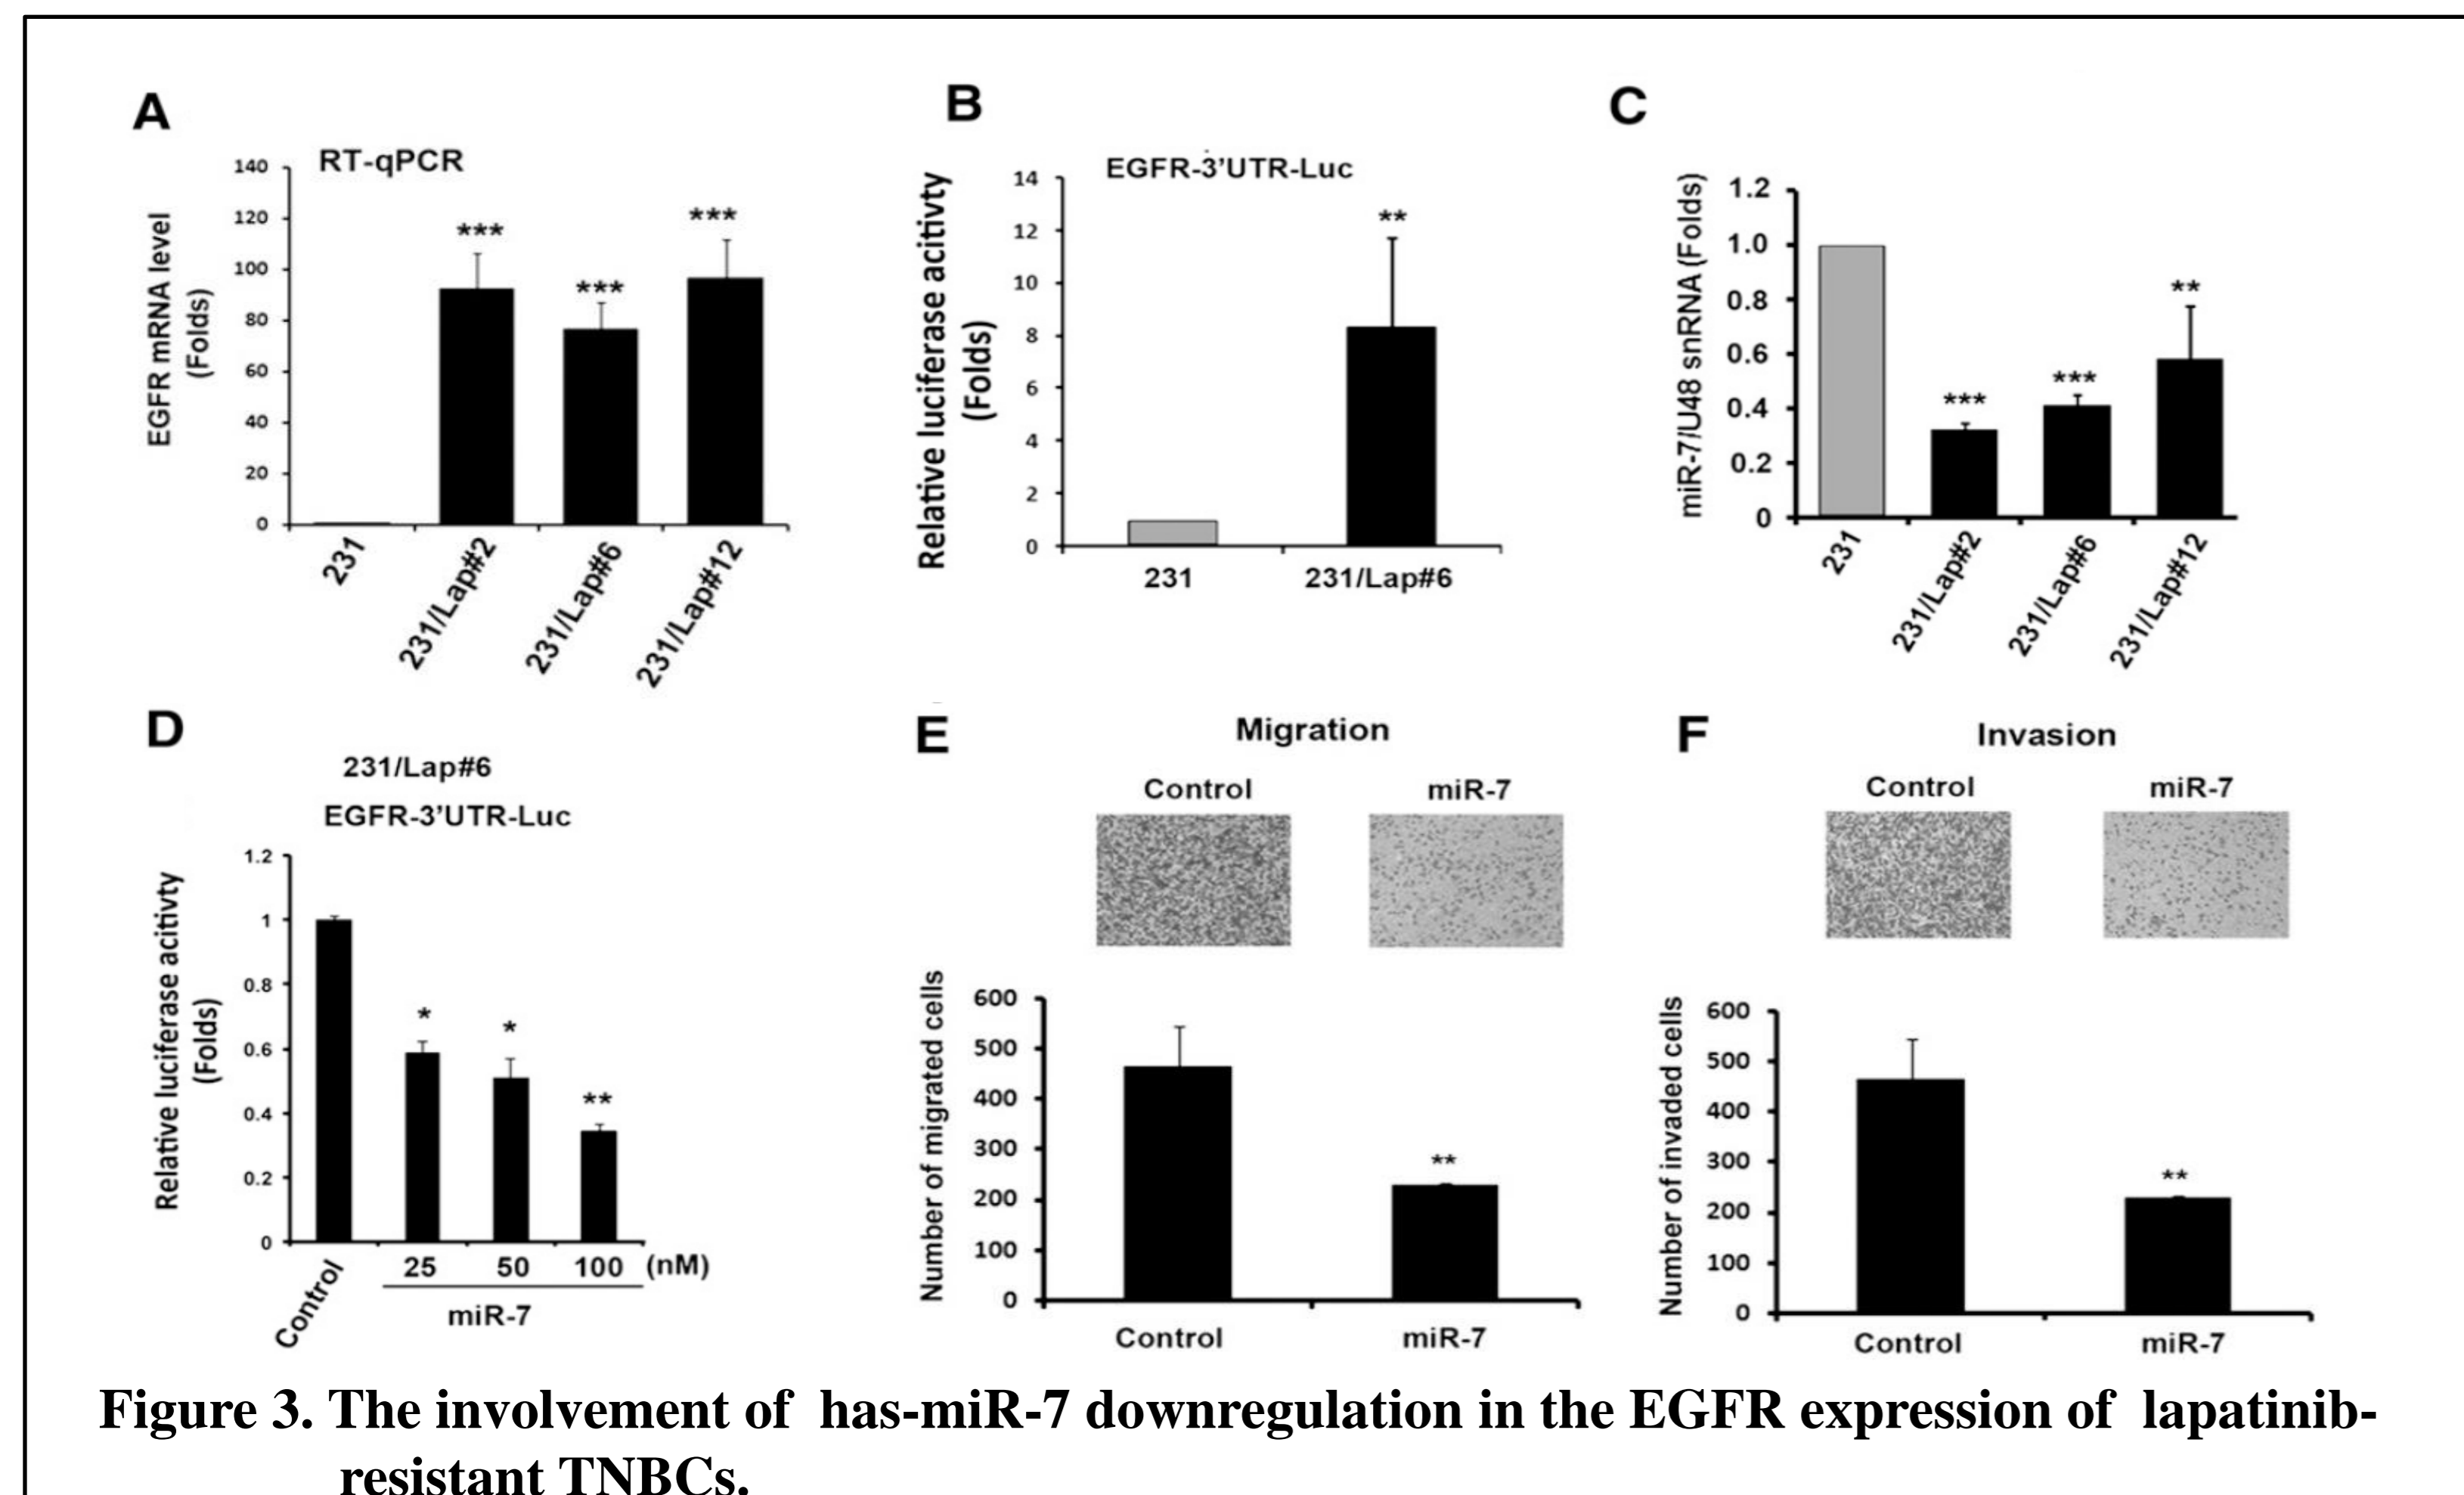 A
RT-qPCR
EGFR mRNA level
(Folds)
140
120
100
80
60
40
20
0
***
***
***
231
231/Lap#2
231/Lap#6
231/Lap#12
B
EGFR-3’UTR-Luc
Relative luciferase acitivty
(Folds)
14
12
10
8
6
4
2
0
**
231
231/Lap#6
C
miR-7/U48 snRNA (Folds)
1.2
1.0
0.8
0.6
0.4
0.2
0
***
***
**
231
231/Lap#2
231/Lap#6
231/Lap#12
D
231/Lap#6
EGFR-3’UTR-Luc
Relative luciferase acitivty
(Folds)
1.2
1
0.8
0.6
0.4
0.2
0
*
*
**
Control
25 50 100 (nM)
miR-7
E
Migration
Control miR-7
Number of migrated cells
600
500
400
300
200
100
0
**
Control miR-7
F
Invasion
Control miR-7
Number of invaded cells
600
500
400
300
200
100
0
**
Control miR-7
Figure 3. The involvement of has-miR-7 downregulation in the EGFR expression of lapatinib-
resistant TNBCs.